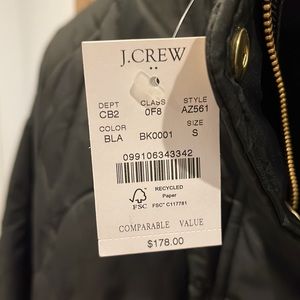 J.CREW
DEPT CLASS STYLE
CB2 0F8 AZ561
COLOR SIZE
BLA BK0001 S
099106343342
FSC
RECYCLED
Paper
FSC® C117781
COMPARABLE VALUE
$178.00